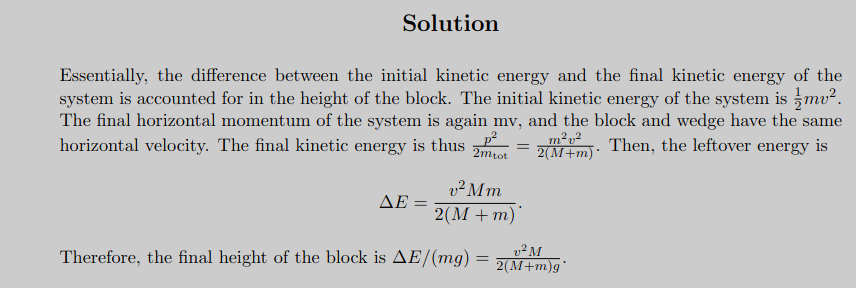 Solution
Essentially, the difference between the initial kinetic energy and the final kinetic energy of the
system is accounted for in the height of the block. The initial kinetic energy of the system is $\frac{1}{2}mv^2$.
The final horizontal momentum of the system is again mv, and the block and wedge have the same
horizontal velocity. The final kinetic energy is thus $\frac{p^2}{2m_{\text{tot}}} = \frac{m^2v^2}{2(M+m)}$. Then, the leftover energy is
$\Delta E = \frac{v^2Mm}{2(M+m)}.$
Therefore, the final height of the block is $\Delta E/(mg) = \frac{v^2M}{2(M+m)g}$.